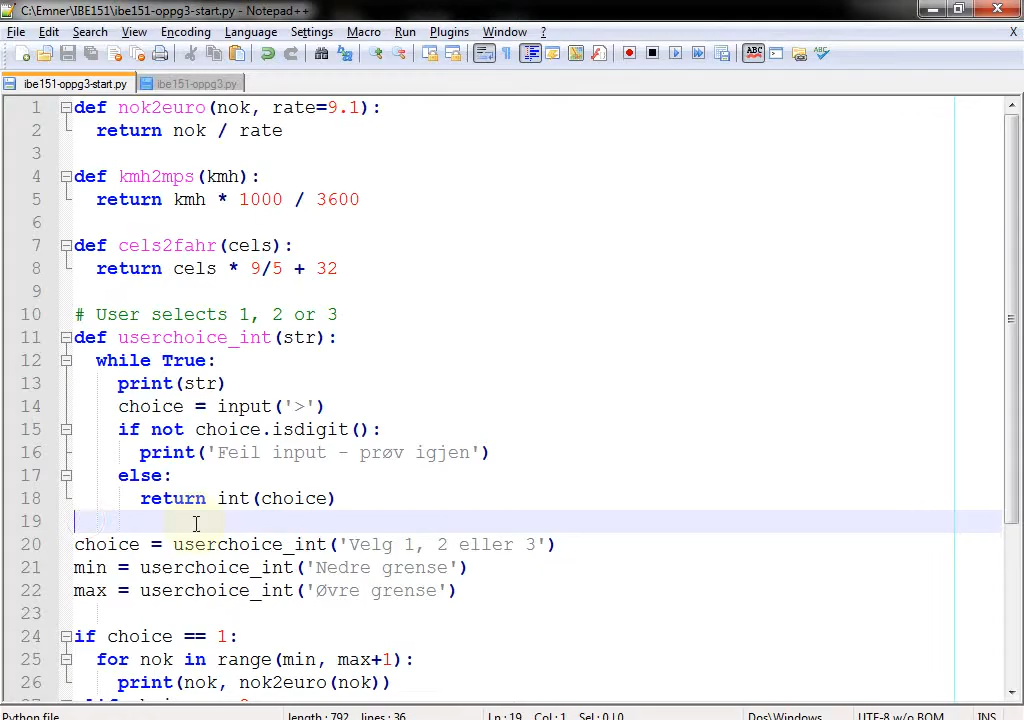 C:\Emner\IBE151\ibe151-oppg3-start.py - Notepad++
File Edit Search View Encoding Language Settings Macro Run Plugins Window ? X
ibe151-oppg3-start.py ibe151-oppg3.py
1 def nok2euro(nok, rate=9.1):
2 return nok / rate
3
4 def kmh2mps(kmh):
5 return kmh * 1000 / 3600
6
7 def cels2fahr(cels):
8 return cels * 9/5 + 32
9
10 # User selects 1, 2 or 3
11 def userchoice_int(str):
12 while True:
13 print(str)
14 choice = input('>')
15 if not choice.isdigit():
16 print('Feil input - prøv igjen')
17 else:
18 return int(choice)
19
20 choice = userchoice_int('Velg 1, 2 eller 3')
21 min = userchoice_int('Nedre grense')
22 max = userchoice_int('Øvre grense')
23
24 if choice == 1:
25 for nok in range(min, max+1):
26 print(nok, nok2euro(nok))
Python file length : 792 lines : 36 Ln : 19 Col : 1 Sel : 0 | 0 Dos\Windows UTF-8 w/o BOM INS